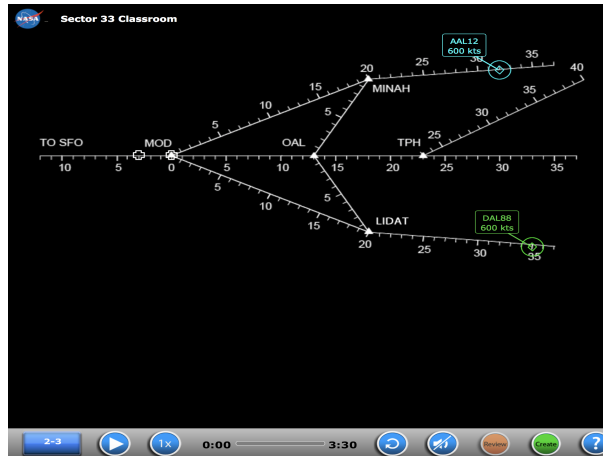 NASA
Sector 33 Classroom
AAL12
600 kts
35
30
25
20
40
MINAH
35
15
30
10
5
5
25
TO SFO
MOD
OAL
TPH
10
5
0
5
10
15
20
25
30
35
5
5
10
LIDAT
15
DAL88
600 kts
20
25
30
35
2-3
1x
0:00
3:30
Review
Create
?